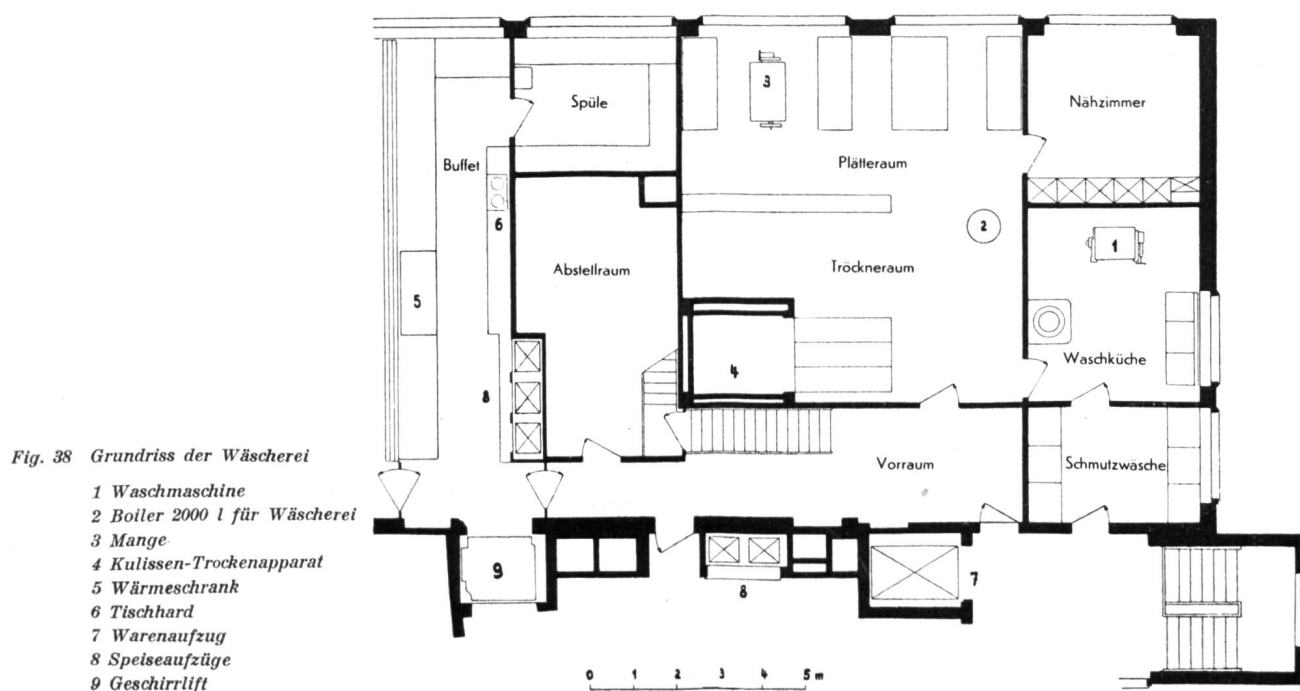 Spüle
Nähzimmer
3
Buffet
Plätteraum
6
2
1
Abstellraum
Tröckneraum
5
Waschküche
4
8
Vorraum
Schmutzwäsche
9
8
7
0 1 2 3 4 5 m
Fig. 38 Grundriss der Wäscherei
1 Waschmaschine
2 Boiler 2000 l für Wäscherei
3 Mange
4 Kulissen-Trockenapparat
5 Wärmeschrank
6 Tischhard
7 Warenaufzug
8 Speiseaufzüge
9 Geschirrlift